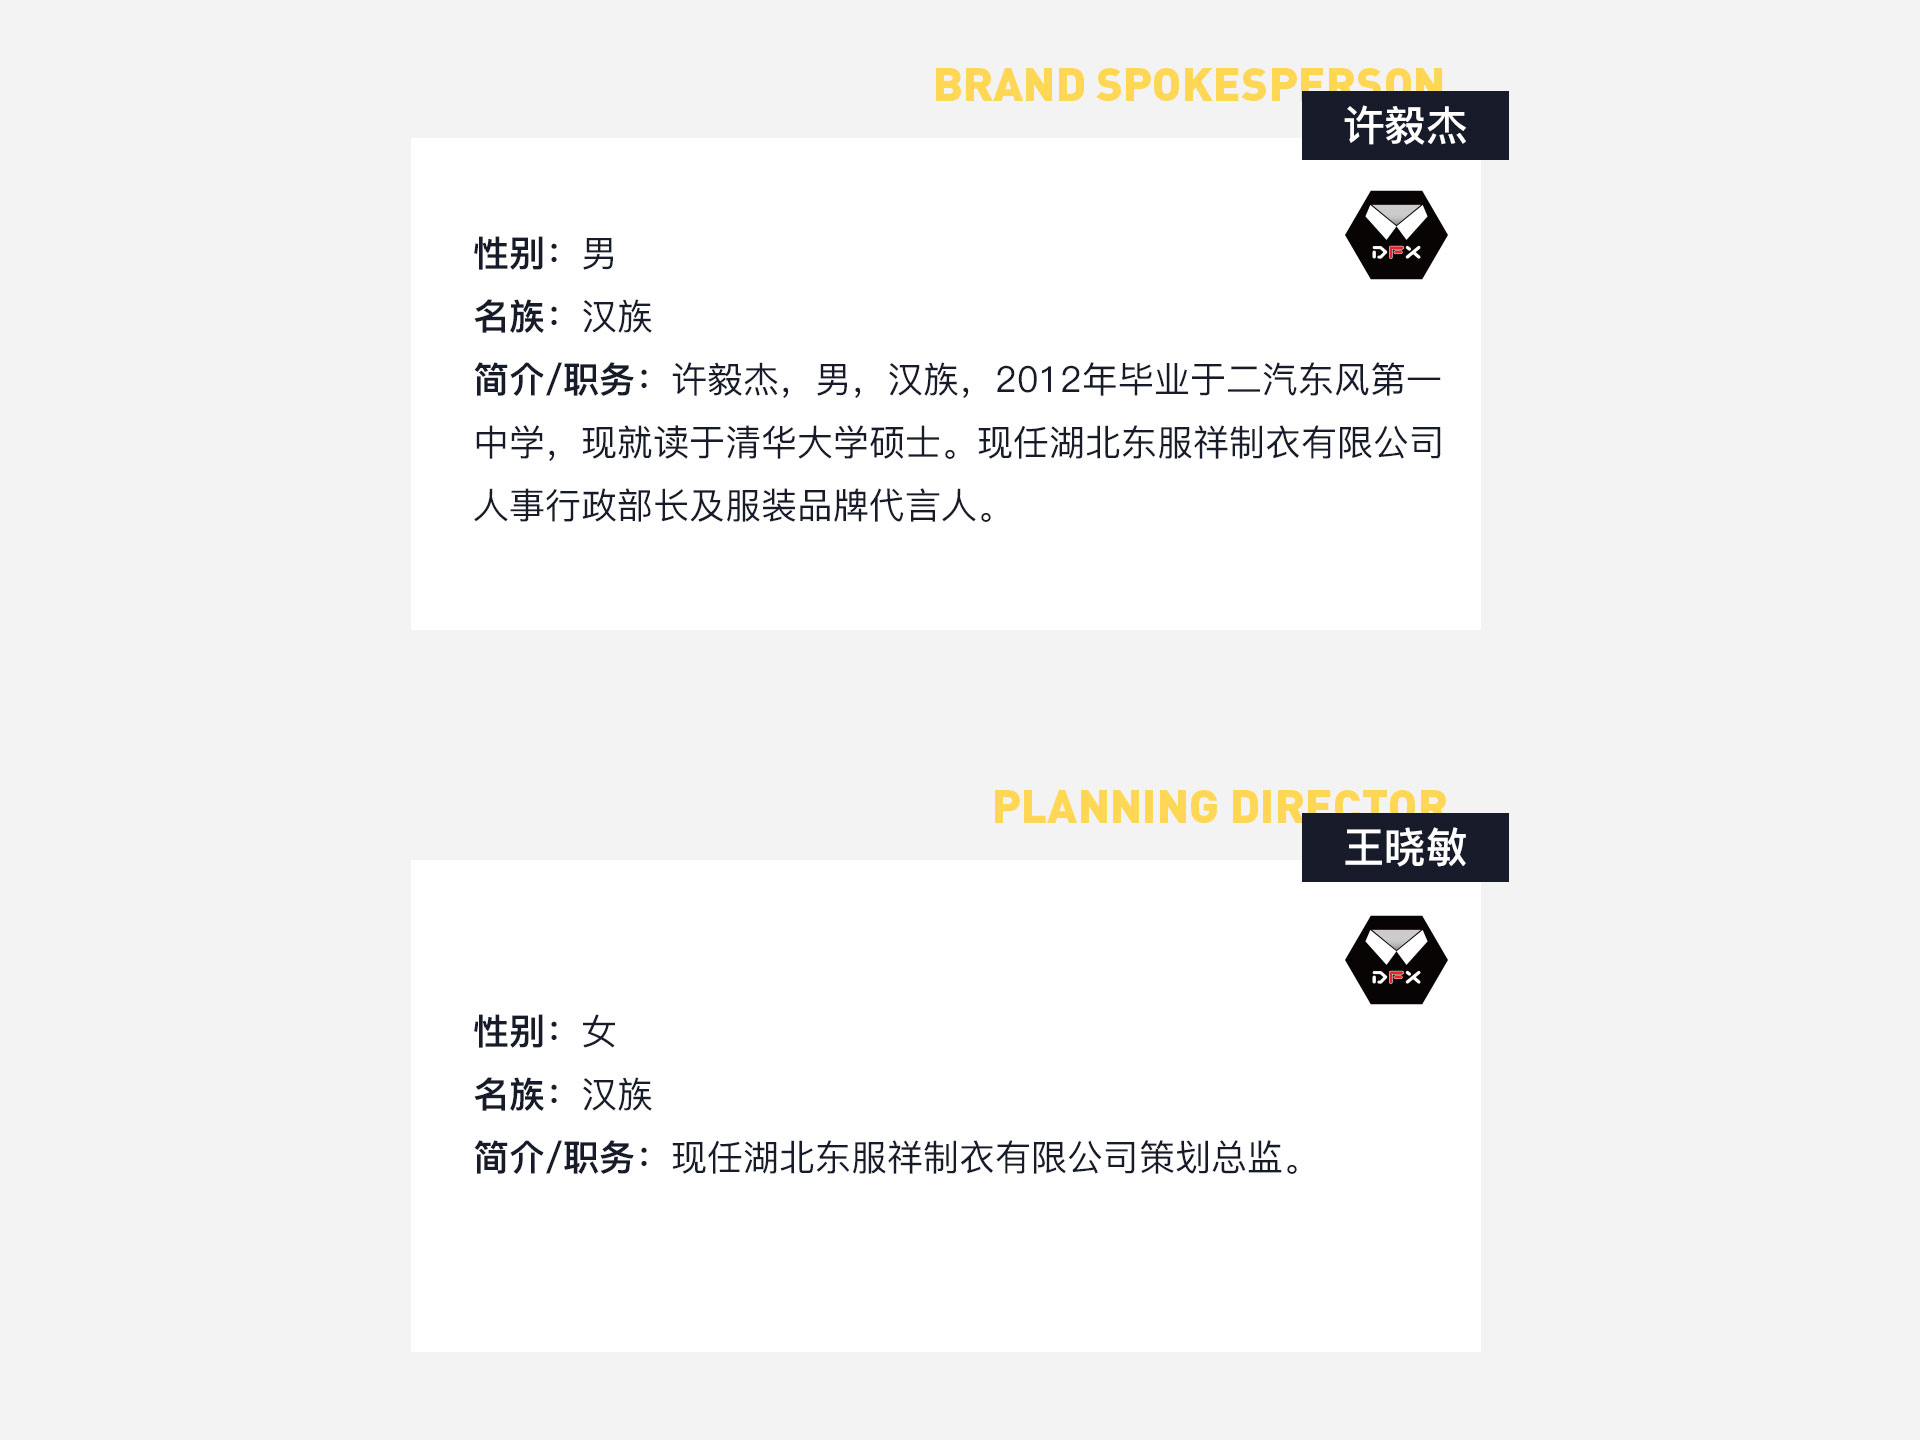 BRAND SPOKESPERSON
许毅杰
DFX
性别：男
名族：汉族
简介/职务：许毅杰，男，汉族，2012年毕业于二汽东风第一
中学，现就读于清华大学硕士。现任湖北东服祥制衣有限公司
人事行政部长及服装品牌代言人。
PLANNING DIRECTOR
王晓敏
DFX
性别：女
名族：汉族
简介/职务：现任湖北东服祥制衣有限公司策划总监。